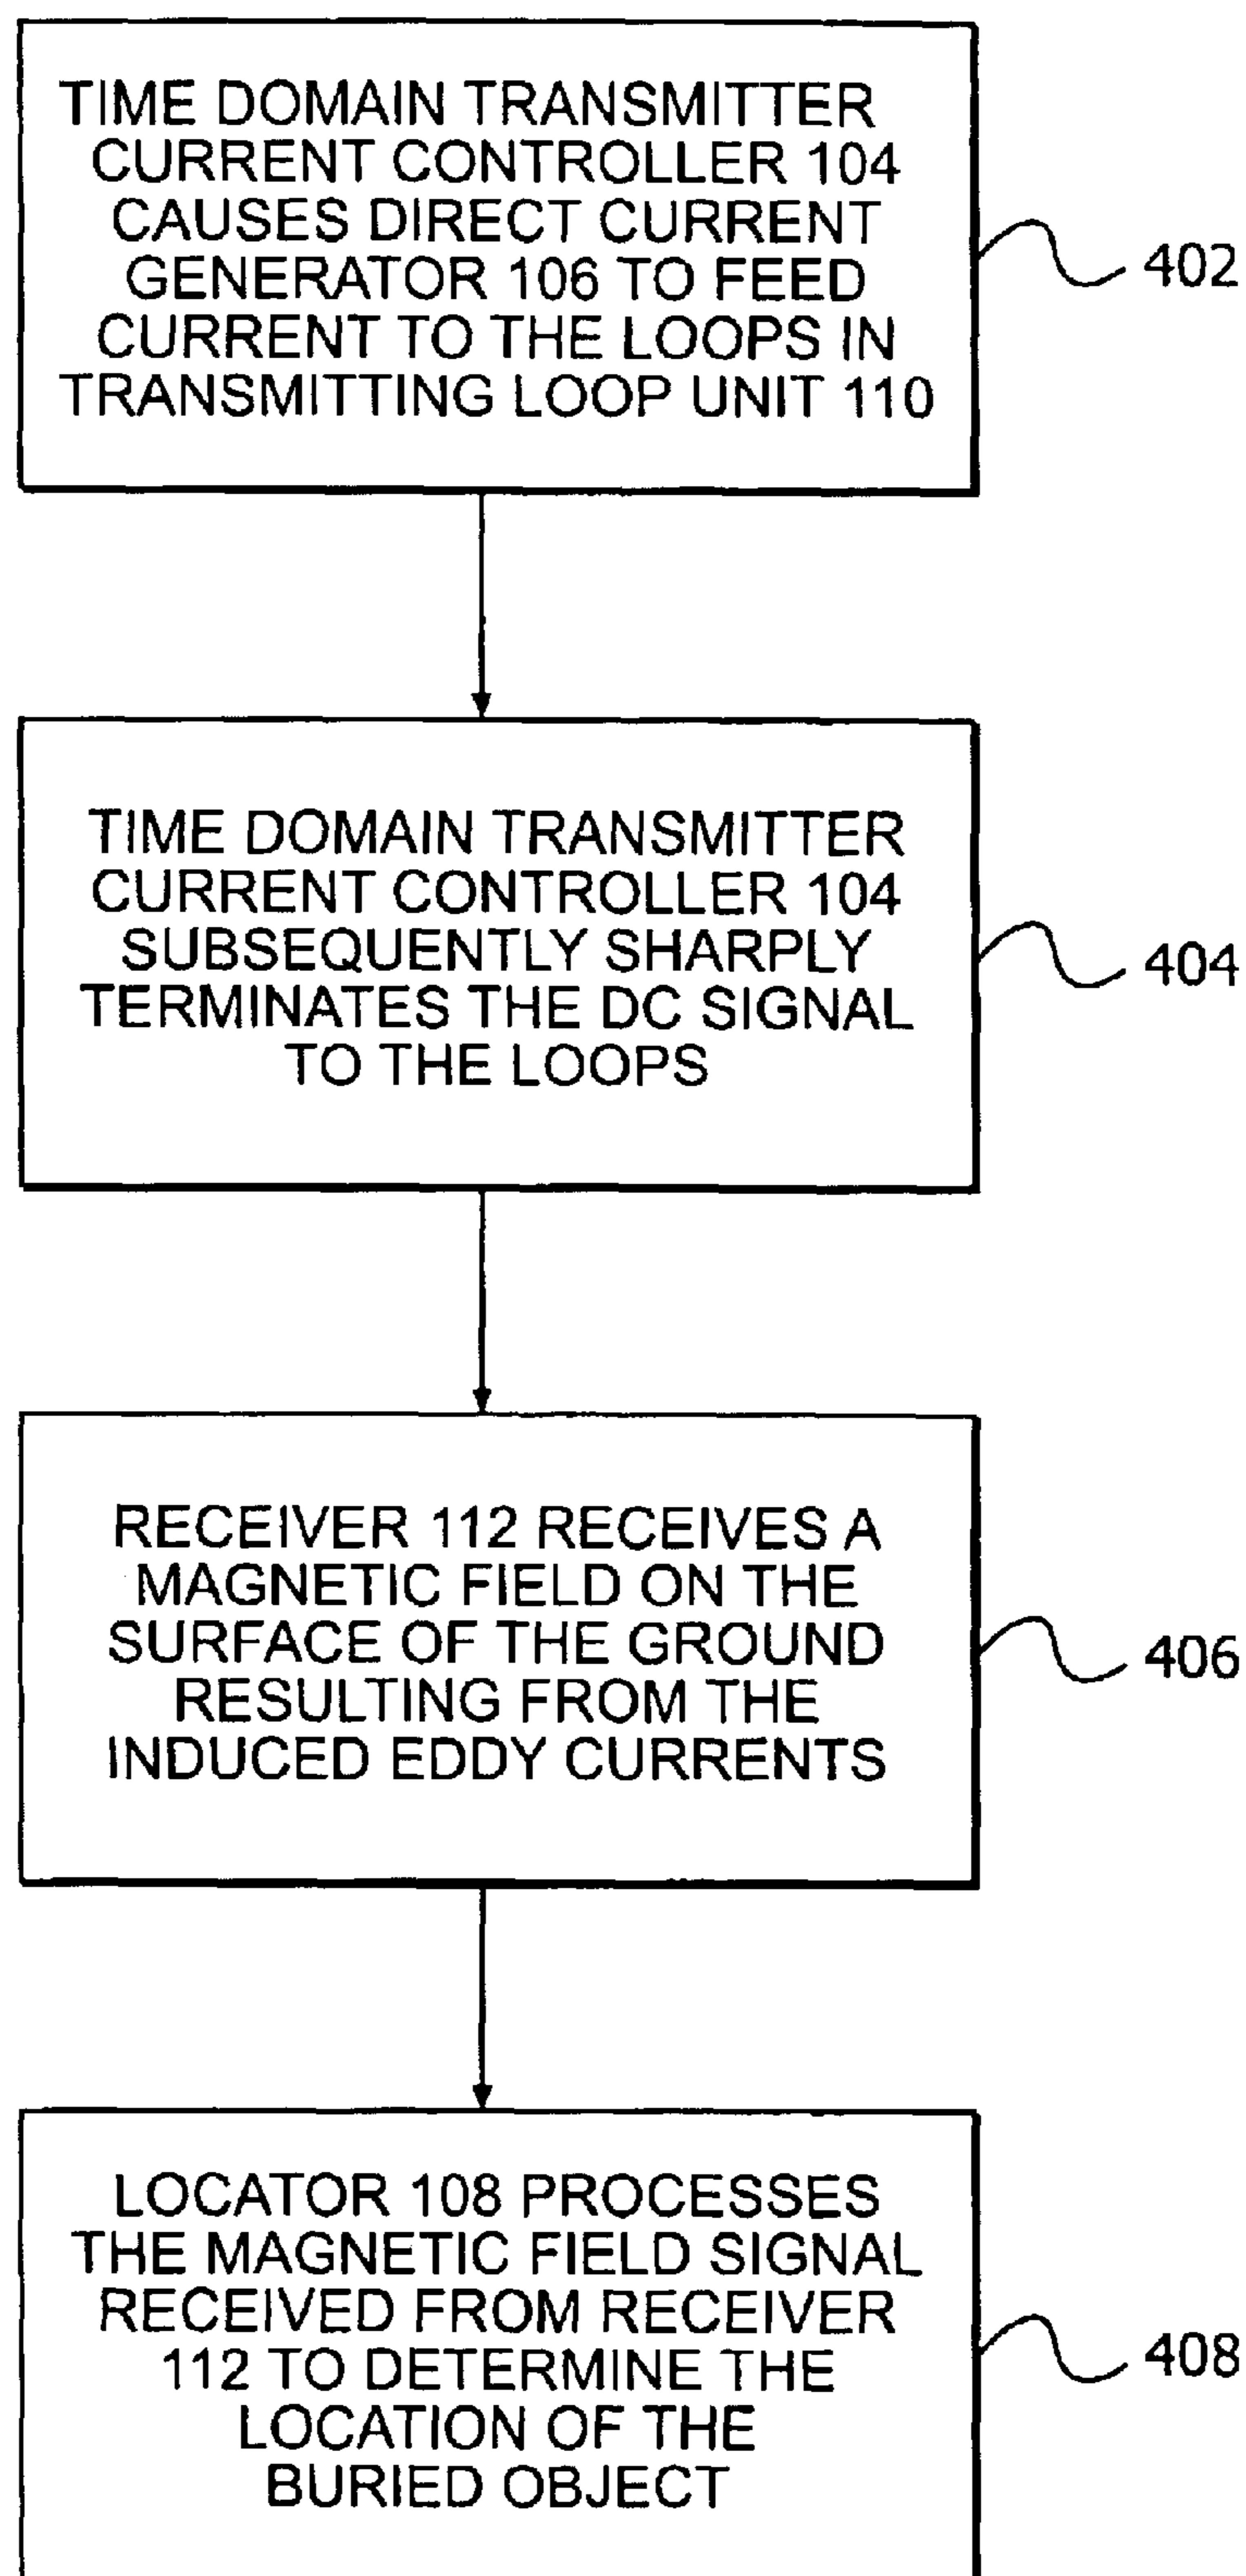 TIME DOMAIN TRANSMITTER
CURRENT CONTROLLER 104
CAUSES DIRECT CURRENT
GENERATOR 106 TO FEED
CURRENT TO THE LOOPS IN
TRANSMITTING LOOP UNIT 110
402
TIME DOMAIN TRANSMITTER
CURRENT CONTROLLER 104
SUBSEQUENTLY SHARPLY
TERMINATES THE DC SIGNAL
TO THE LOOPS
404
RECEIVER 112 RECEIVES A
MAGNETIC FIELD ON THE
SURFACE OF THE GROUND
RESULTING FROM THE
INDUCED EDDY CURRENTS
406
LOCATOR 108 PROCESSES
THE MAGNETIC FIELD SIGNAL
RECEIVED FROM RECEIVER
112 TO DETERMINE THE
LOCATION OF THE
BURIED OBJECT
408